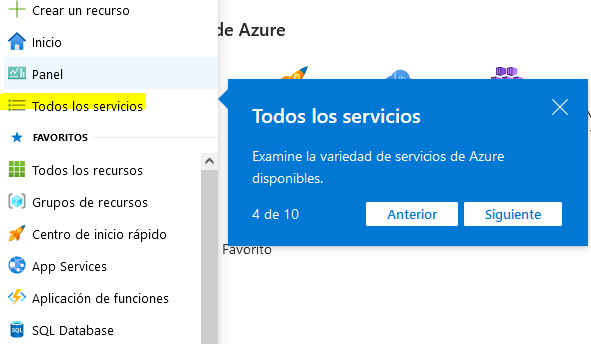 Crear un recurso
Inicio
de Azure
Panel
Todos los servicios
Todos los servicios
Examine la variedad de servicios de Azure
disponibles.
4 de 10
Anterior
Siguiente
FAVORITOS
Todos los recursos
Grupos de recursos
Centro de inicio rápido
Favorito
App Services
Aplicación de funciones
SQL Database